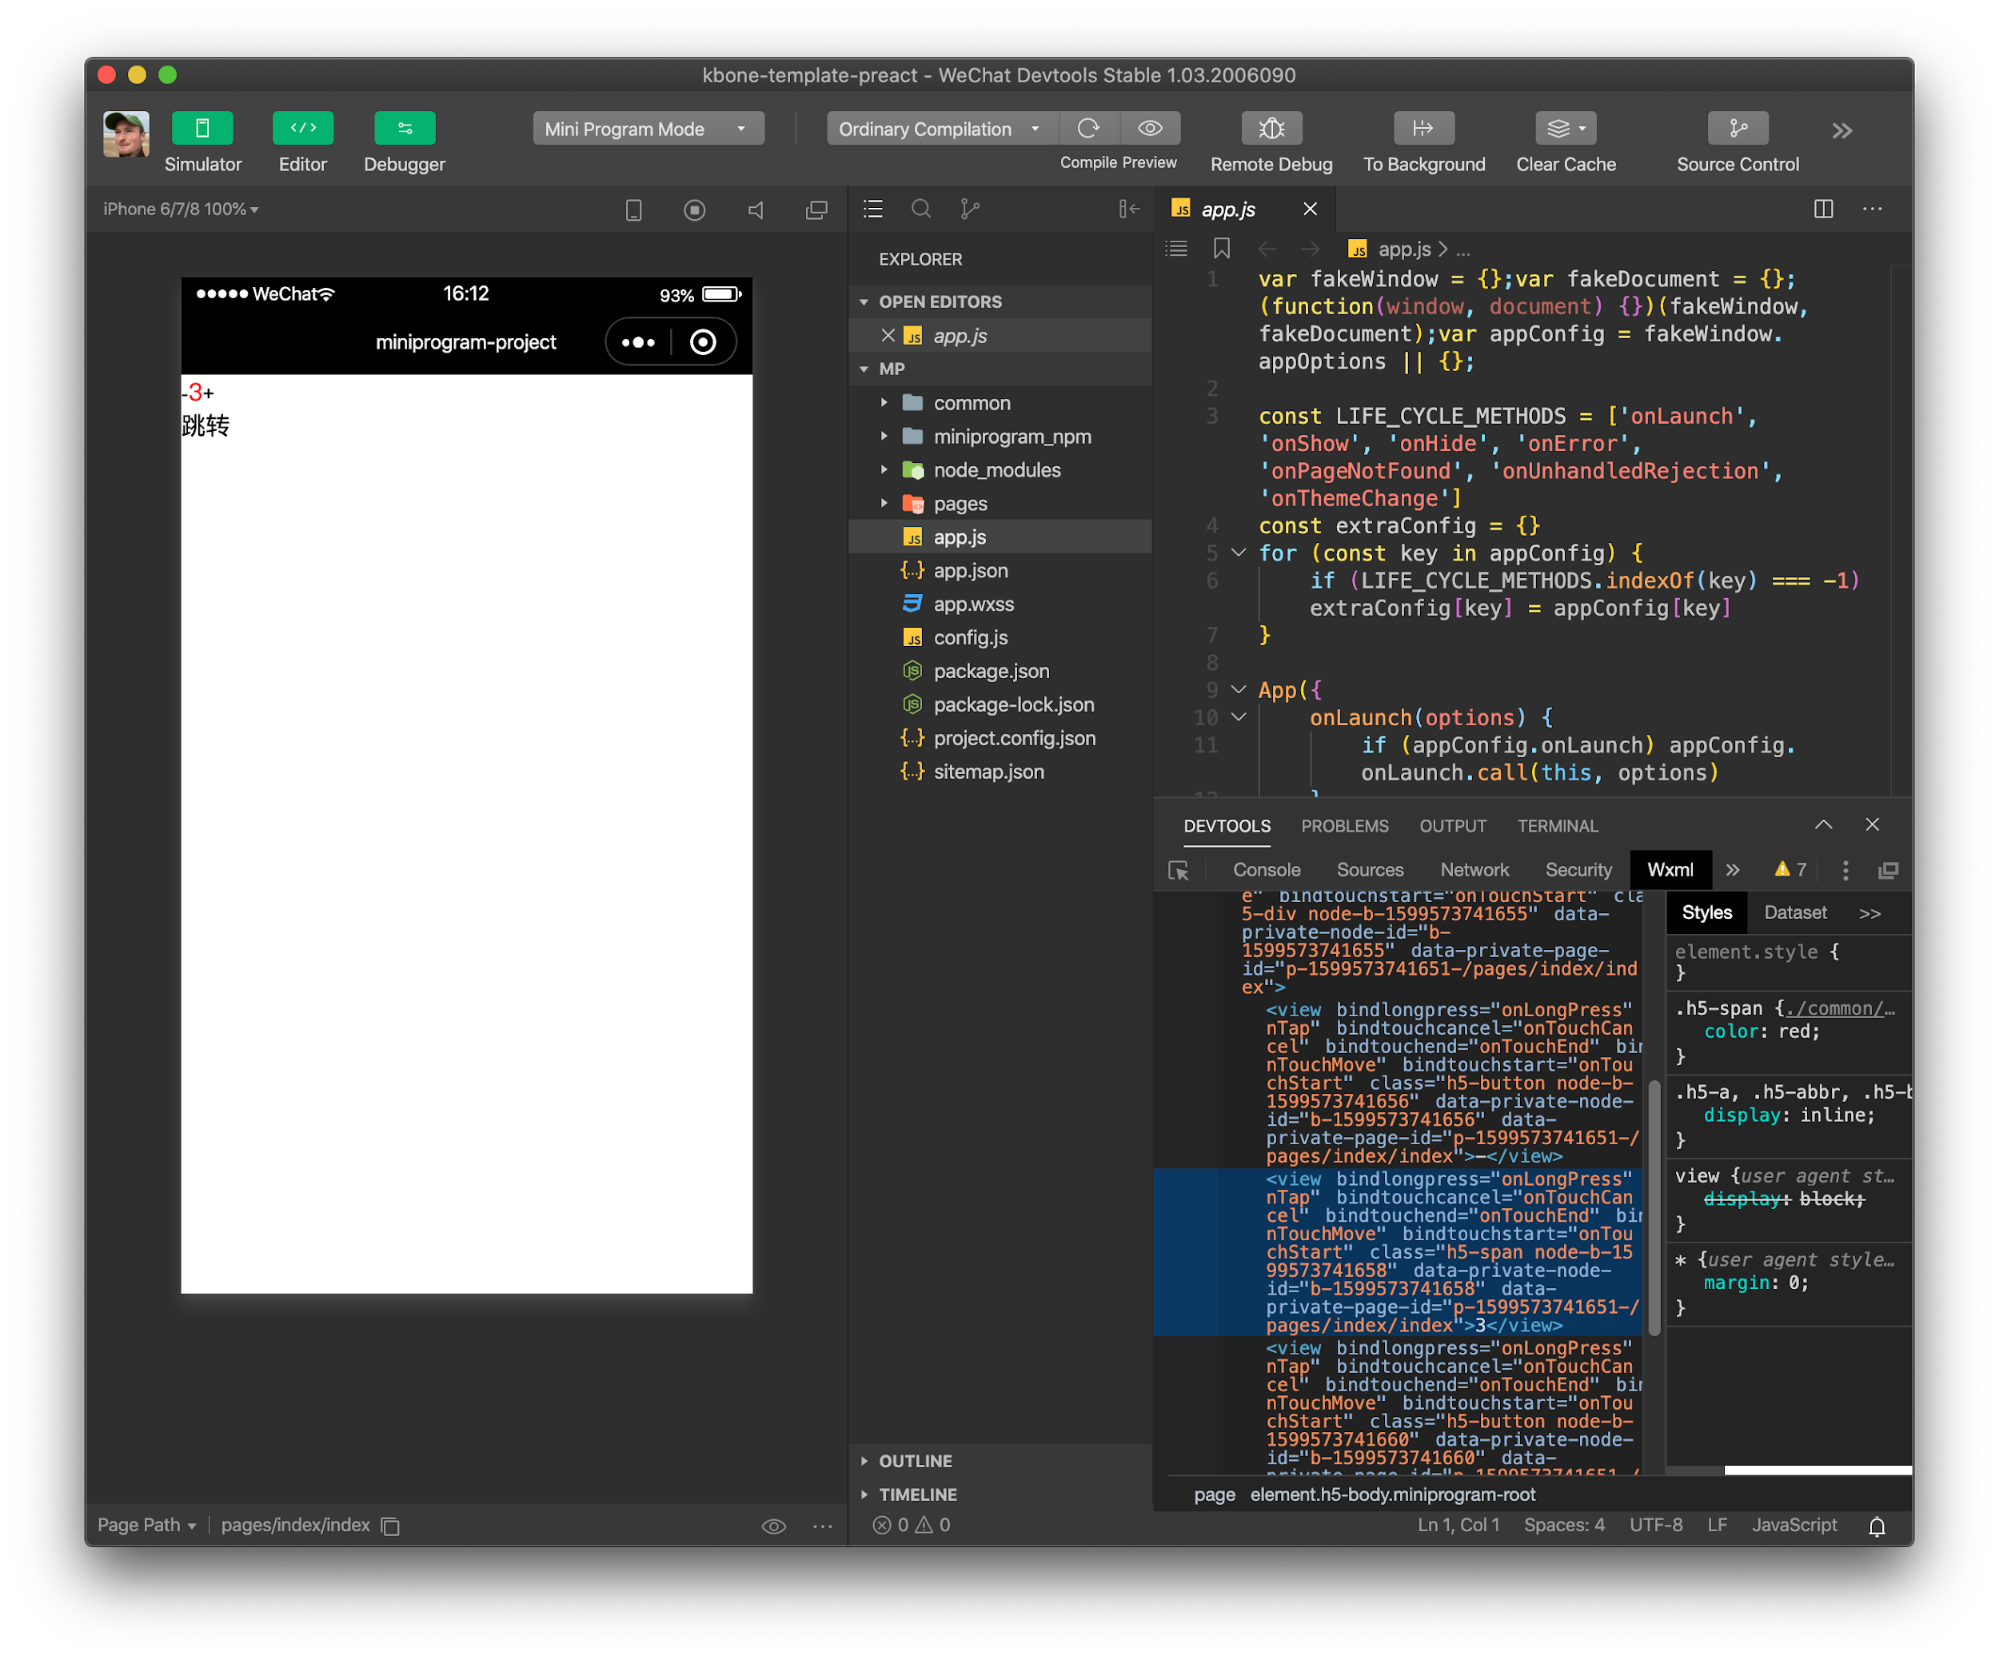 kbone-template-preact - WeChat Devtools Stable 1.03.2006090
Simulator
Editor
Debugger
Mini Program Mode
Ordinary Compilation
Compile Preview
Remote Debug
To Background
Clear Cache
Source Control
iPhone 6/7/8 100%
WeChat
16:12
93%
miniprogram-project
-3+
跳转
Page Path
pages/index/index
EXPLORER
OPEN EDITORS
app.js
MP
common
miniprogram_npm
node_modules
pages
app.js
app.json
app.wxss
config.js
package.json
package-lock.json
project.config.json
sitemap.json
OUTLINE
TIMELINE
0 0
app.js
app.js > ...
1 var fakeWindow = {};var fakeDocument = {};
(function(window, document) {})(fakeWindow,
fakeDocument);var appConfig = fakeWindow.
appOptions || {};
2
3 const LIFE_CYCLE_METHODS = ['onLaunch',
'onShow', 'onHide', 'onError',
'onPageNotFound', 'onUnhandledRejection',
'onThemeChange']
4 const extraConfig = {}
5 for (const key in appConfig) {
6 if (LIFE_CYCLE_METHODS.indexOf(key) === -1)
extraConfig[key] = appConfig[key]
7 }
8
9 App({
10 onLaunch(options) {
11 if (appConfig.onLaunch) appConfig.
onLaunch.call(this, options)
DEVTOOLS
PROBLEMS
OUTPUT
TERMINAL
Console
Sources
Network
Security
Wxml
7
e" bindtouchstart="onTouchStart" cla
5-div node-b-1599573741655" data-
private-node-id="b-
1599573741655" data-private-page-
id="p-1599573741651-/pages/index/ind
ex">
<view bindlongpress="onLongPress"
nTap" bindtouchcancel="onTouchCan
cel" bindtouchend="onTouchEnd" bin
nTouchMove" bindtouchstart="onTou
chStart" class="h5-button node-b-
1599573741656" data-private-node-
id="b-1599573741656" data-
private-page-id="p-1599573741651-/
pages/index/index">-</view>
<view bindlongpress="onLongPress"
nTap" bindtouchcancel="onTouchCan
cel" bindtouchend="onTouchEnd" bin
nTouchMove" bindtouchstart="onTou
chStart" class="h5-span node-b-15
99573741658" data-private-node-
id="b-1599573741658" data-
private-page-id="p-1599573741651-/
pages/index/index">3</view>
<view bindlongpress="onLongPress"
nTap" bindtouchcancel="onTouchCan
cel" bindtouchend="onTouchEnd" bin
nTouchMove" bindtouchstart="onTou
chStart" class="h5-button node-b-
1599573741660" data-private-node-
id="b-1599573741660" data-
private-page-id="p-1599573741651-/
page element.h5-body.miniprogram-root
Styles
Dataset
>>
element.style {
}
.h5-span {./common/…
color: red;
}
.h5-a, .h5-abbr, .h5-b
display: inline;
}
view {user agent st…
display: block;
}
* {user agent style…
margin: 0;
}
Ln 1, Col 1
Spaces: 4
UTF-8
LF
JavaScript